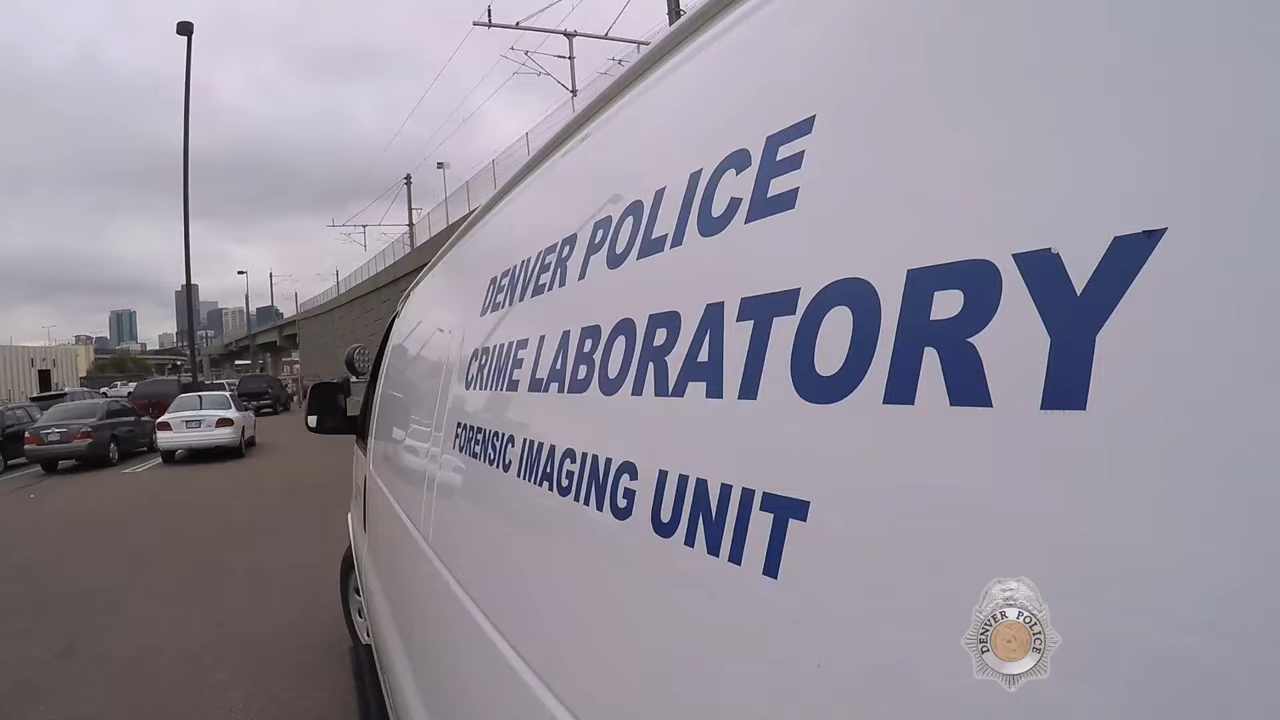 DENVER POLICE
CRIME LABORATORY
FORENSIC IMAGING UNIT
DENVER POLICE